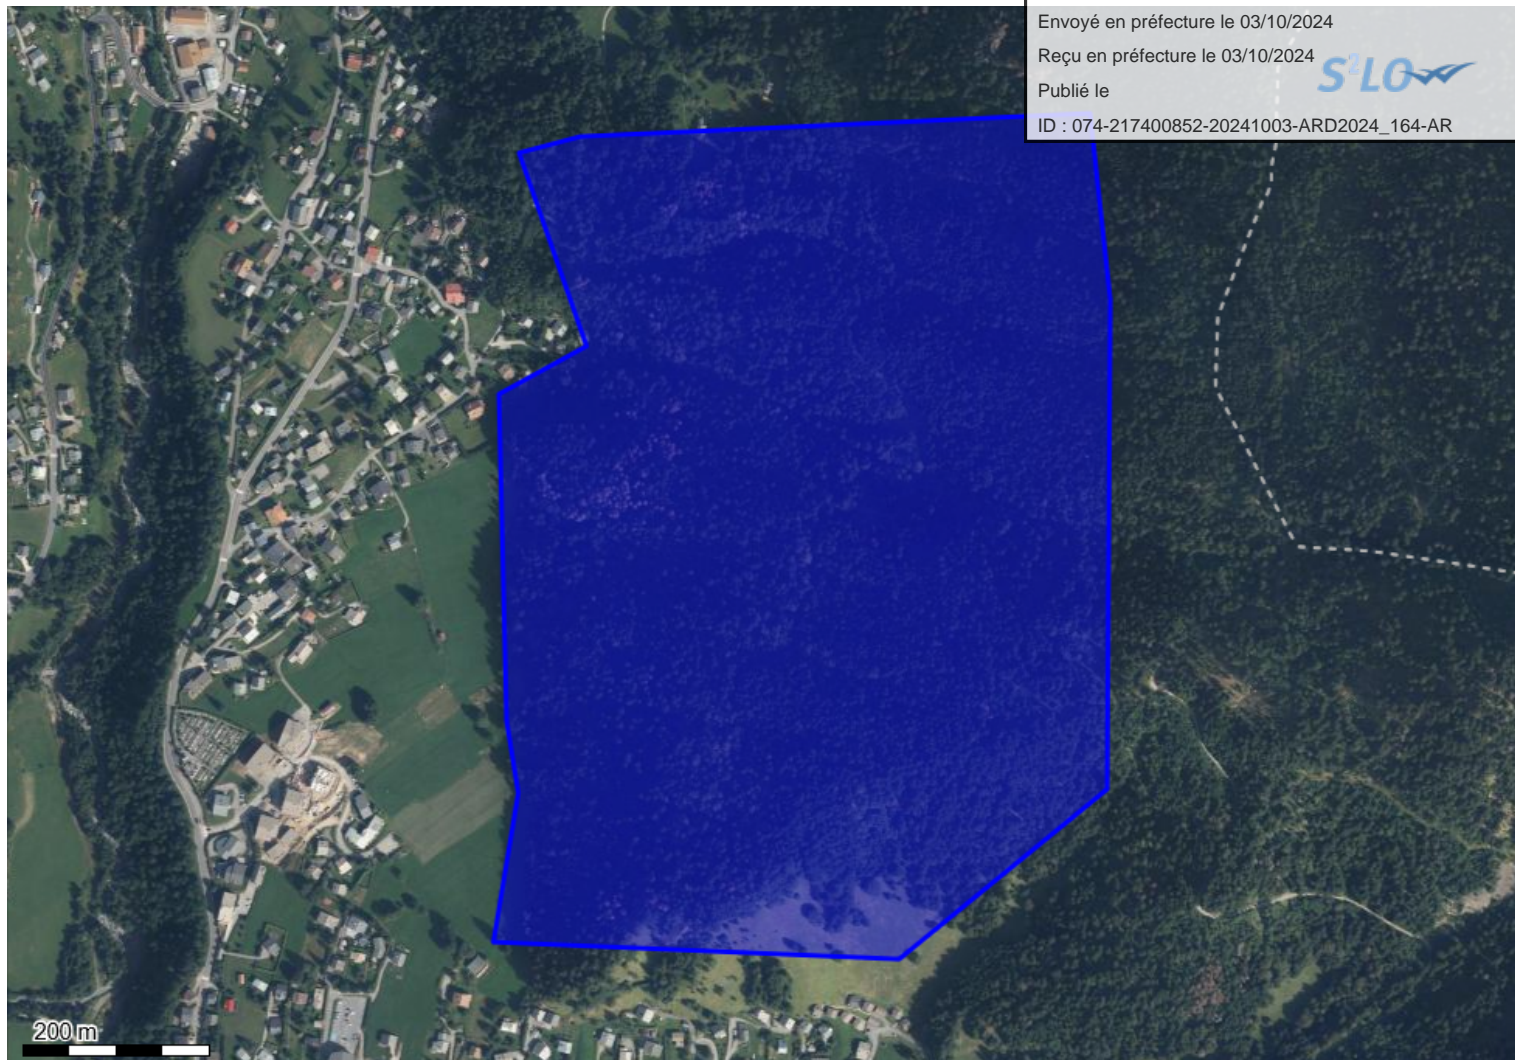 Envoyé en préfecture le 03/10/2024
Reçu en préfecture le 03/10/2024
S²LO
Publié le
ID : 074-217400852-20241003-ARD2024_164-AR
200 m